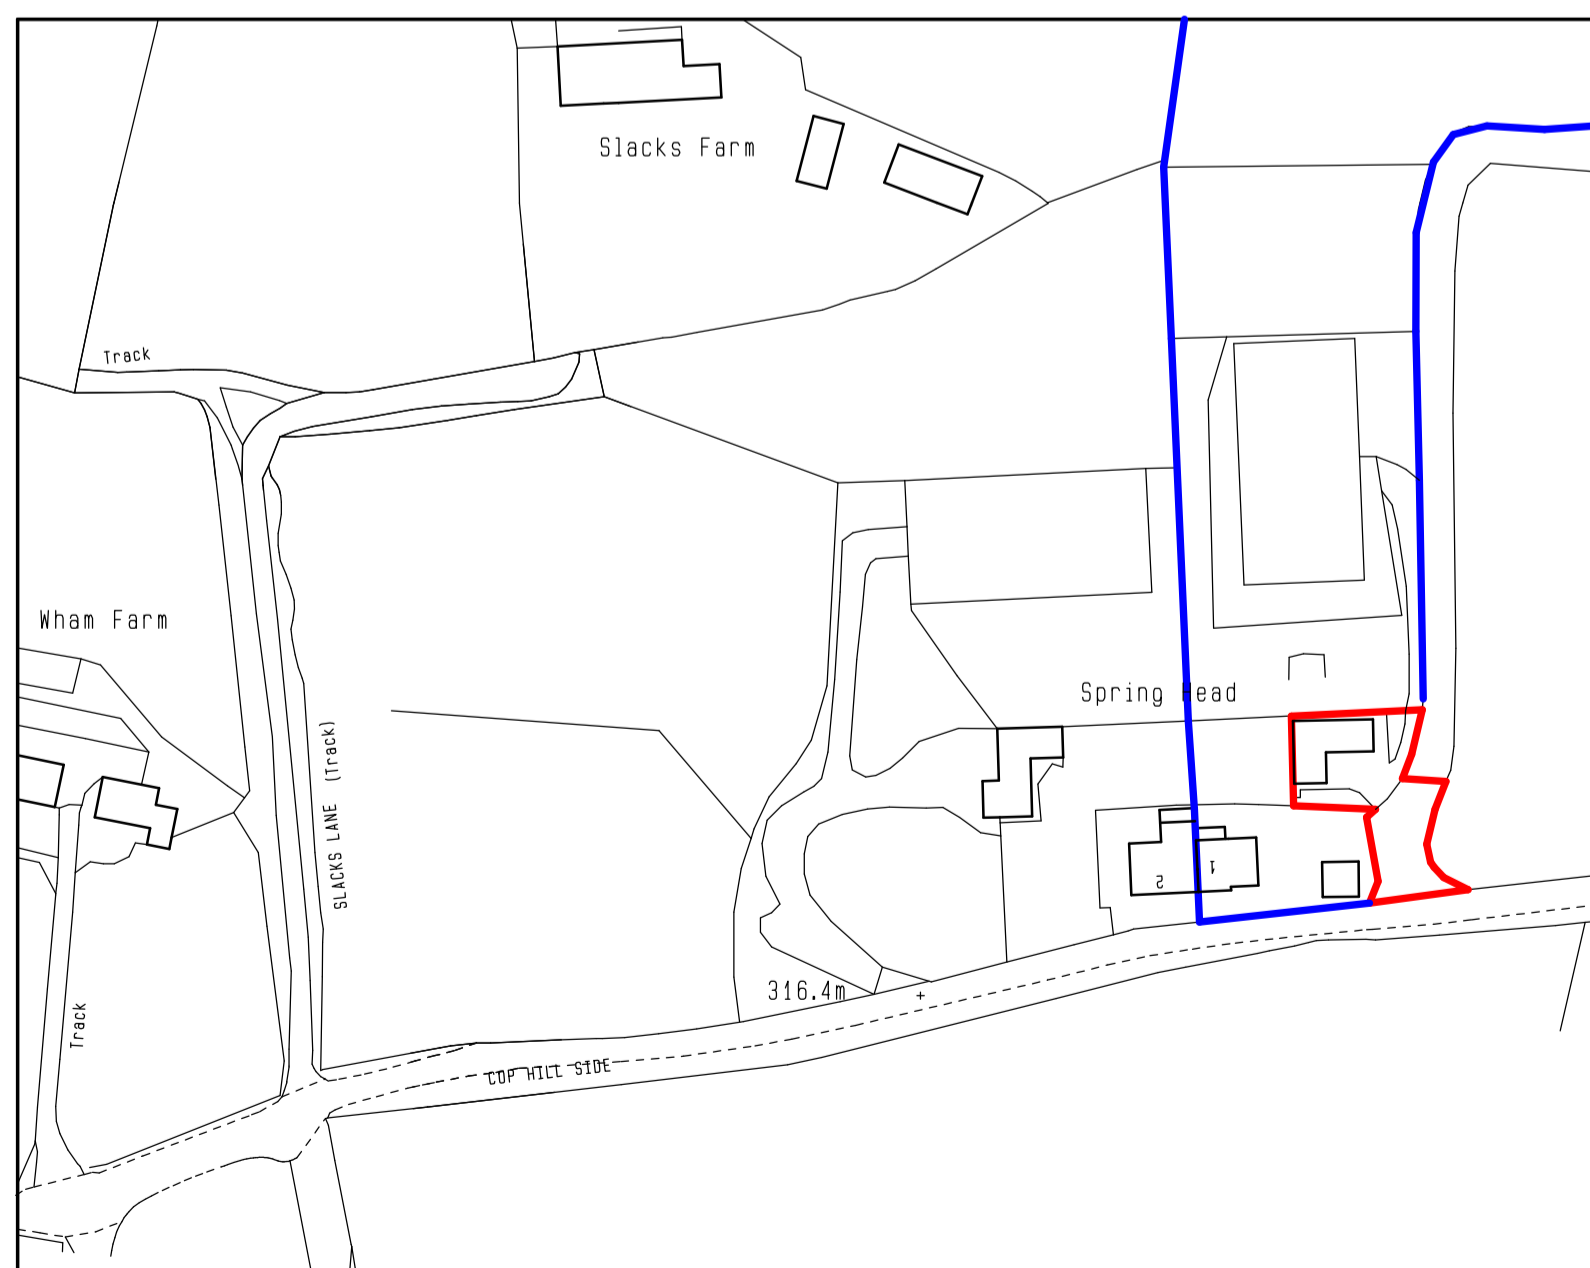 Slacks Farm
Track
Wham Farm
Spring Head
SLACKS LANE (Track)
1
2
316.4m
Track
COP HILL SIDE